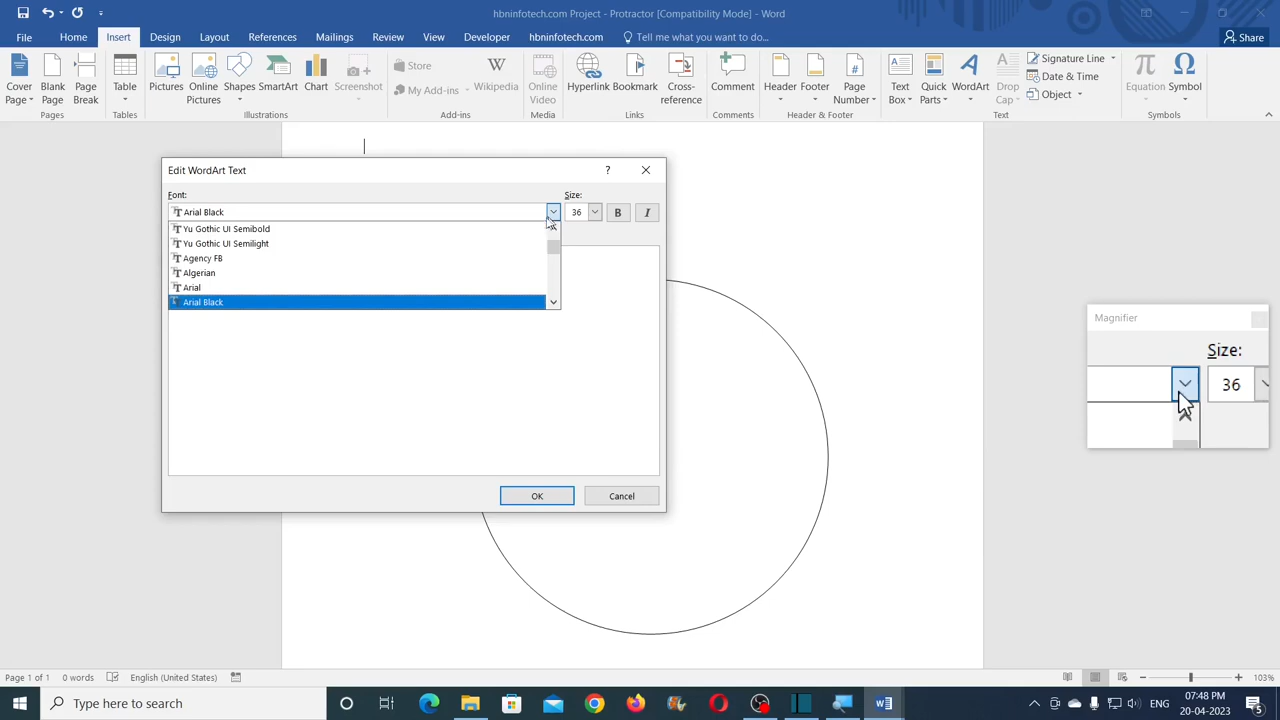 hbninfotech.com Project - Protractor [Compatibility Mode] - Word
File Home Insert Design Layout References Mailings Review View Developer hbninfotech Tell me what you want to do... Share
Cover Page Blank Page Page Break
Table
Pictures Online Pictures Shapes SmartArt Chart Screenshot
Store
My Add-ins
Wikipedia
Online Video
Hyperlink Bookmark Cross-reference
Comment
Header Footer Page Number
Text Box Quick Parts WordArt Drop Cap
Signature Line
Date & Time
Object
Equation Symbol
Pages Tables Illustrations Add-ins Media Links Comments Header & Footer Text Symbols
Edit WordArt Text ?
Font: Size:
Arial Black 36 B I
Yu Gothic UI Semibold
Yu Gothic UI Semilight
Agency FB
Algerian
Arial
Arial Black
OK Cancel
Magnifier
Size:
36
Page 1 of 1 0 words English (United States) 103%
Type here to search
ENG 07:48 PM
20-04-2023